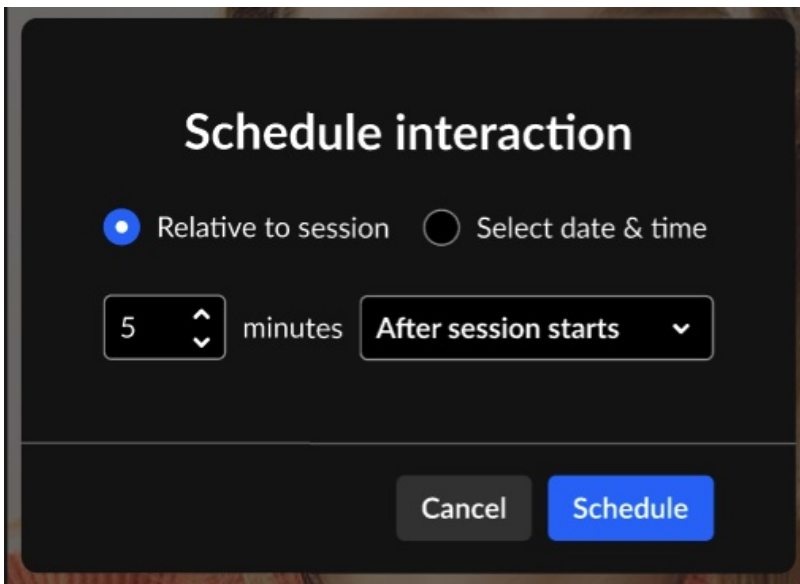 Schedule interaction
Relative to session Select date & time
5 minutes After session starts
Cancel Schedule